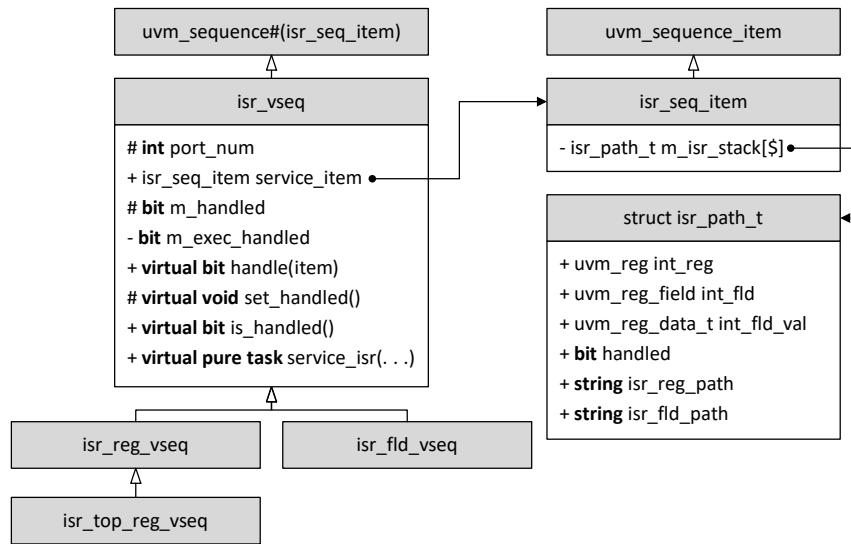 uvm_sequence#(isr_seq_item)
isr_vseq
# int port_num
+ isr_seq_item service_item
# bit m_handled
- bit m_exec_handled
+ virtual bit handle(item)
# virtual void set_handled()
+ virtual bit is_handled()
+ virtual pure task service_isr(. . .)
isr_reg_vseq
isr_fld_vseq
isr_top_reg_vseq
uvm_sequence_item
isr_seq_item
- isr_path_t m_isr_stack[$]
struct isr_path_t
+ uvm_reg int_reg
+ uvm_reg_field int_fld
+ uvm_reg_data_t int_fld_val
+ bit handled
+ string isr_reg_path
+ string isr_fld_path